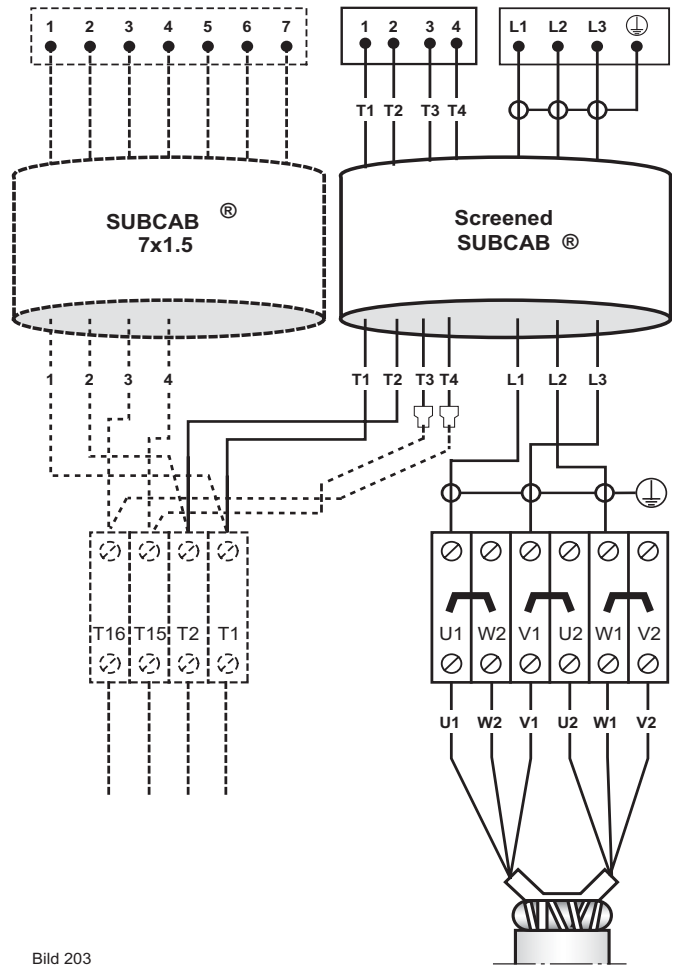 1 2 3 4 5 6 7
1 2 3 4
L1 L2 L3
T1 T2 T3 T4
SUBCAB ®
7x1.5
Screened
SUBCAB ®
1 2 3 4
T1 T2 T3 T4 L1 L2 L3
T16 T15 T2 T1
U1 W2 V1 U2 W1 V2
U1 W2 V1 U2 W1 V2
Bild 203